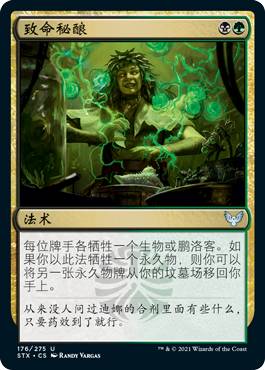 致命秘酿
法术
每位牌手各牺牲一个生物或鹏洛客。如
果你以此法牺牲一个永久物，则你可以
将另一张永久物牌从你的坟墓场移回你
手上。
从来没人问过迪娜的合剂里面有些什么，
只要药效到了就行。
176/275 U
STX • CS RANDY VARGAS
™ & © 2021 Wizards of the Coast